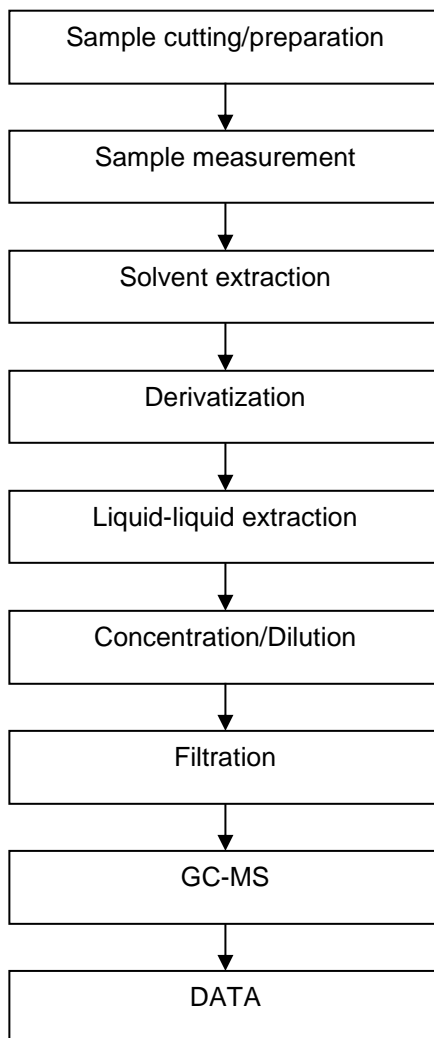 Sample cutting/preparation
Sample measurement
Solvent extraction
Derivatization
Liquid-liquid extraction
Concentration/Dilution
Filtration
GC-MS
DATA